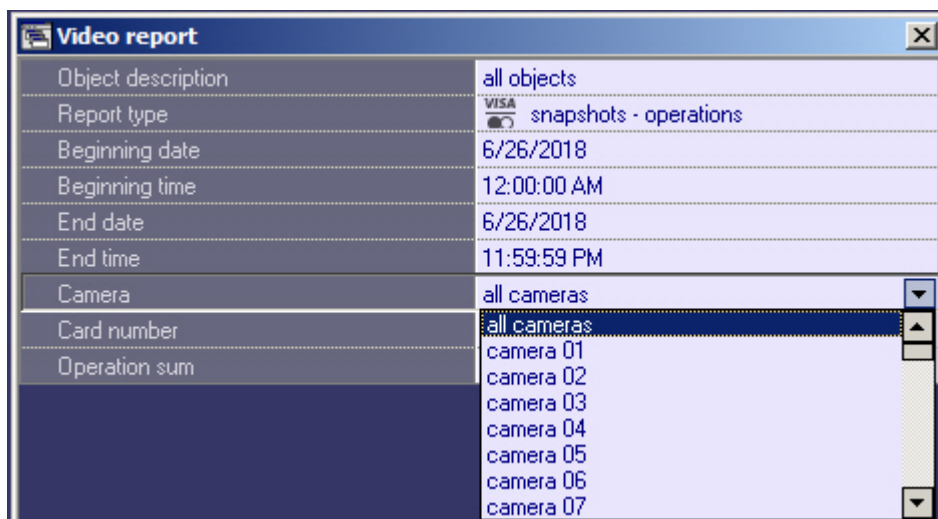 Video report
Object description all objects
Report type VISA snapshots - operations
Beginning date 6/26/2018
Beginning time 12:00:00 AM
End date 6/26/2018
End time 11:59:59 PM
Camera all cameras
Card number all cameras
camera 01
Operation sum camera 02
camera 03
camera 04
camera 05
camera 06
camera 07